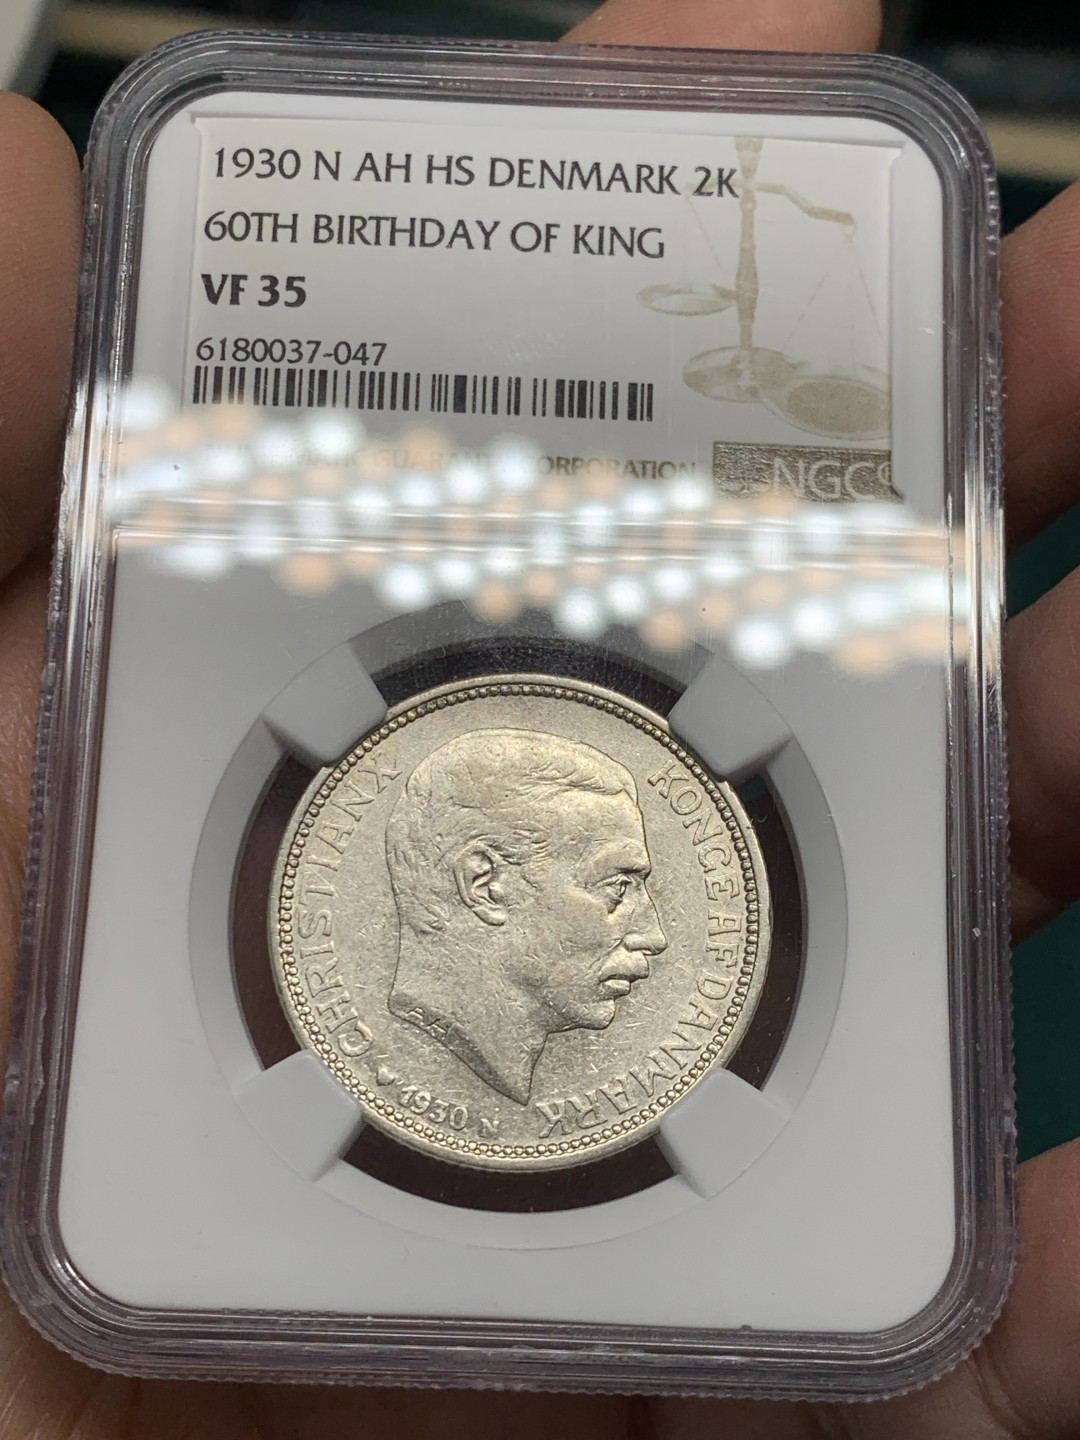 1930 N AH HS DENMARK 2K
60TH BIRTHDAY OF KING
VF 35
6180037-047
GUARANTY CORPORATION
NGC
CHRISTIAN X KONGE AF DANMARK
AH
♥ 1930 N